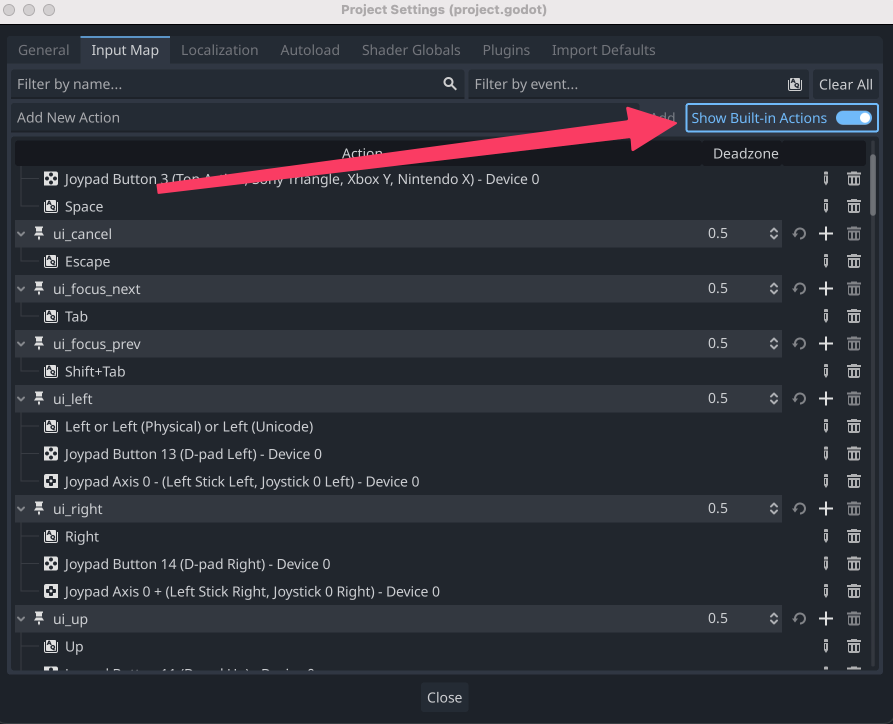 Project Settings (project.godot)
General Input Map Localization Autoload Shader Globals Plugins Import Defaults
Filter by name... Filter by event... Clear All
Add New Action Add Show Built-in Actions
Action Deadzone
Joypad Button 3 (Top Action, Sony Triangle, Xbox Y, Nintendo X) - Device 0
Space
ui_cancel 0.5
Escape
ui_focus_next 0.5
Tab
ui_focus_prev 0.5
Shift+Tab
ui_left 0.5
Left or Left (Physical) or Left (Unicode)
Joypad Button 13 (D-pad Left) - Device 0
Joypad Axis 0 - (Left Stick Left, Joystick 0 Left) - Device 0
ui_right 0.5
Right
Joypad Button 14 (D-pad Right) - Device 0
Joypad Axis 0 + (Left Stick Right, Joystick 0 Right) - Device 0
ui_up 0.5
Up
Close